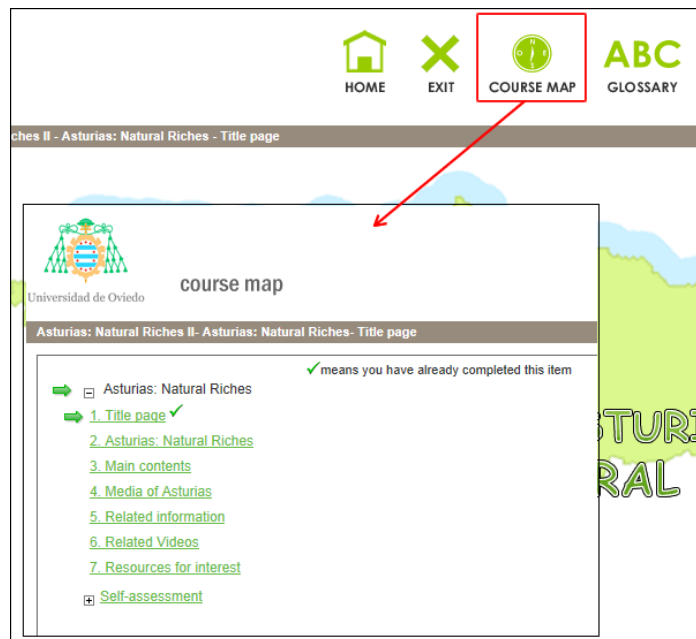 HOME EXIT COURSE MAP ABC GLOSSARY
ches II - Asturias: Natural Riches - Title page
Universidad de Oviedo
course map
Asturias: Natural Riches II- Asturias: Natural Riches- Title page
✓means you have already completed this item
Asturias: Natural Riches
1. Title page ✓
2. Asturias: Natural Riches
3. Main contents
4. Media of Asturias
5. Related information
6. Related Videos
7. Resources for interest
Self-assessment
STURI
RAL